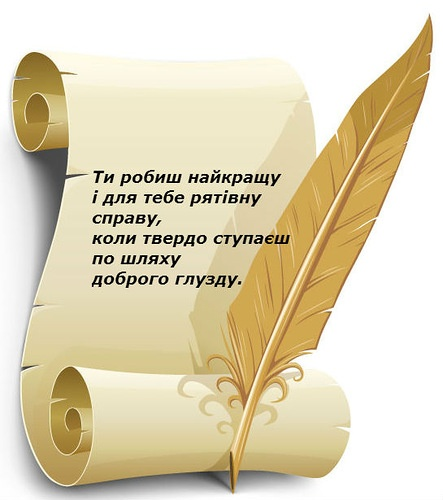 Ти робиш найкращу
і для тебе рятівну
справу,
коли твердо ступаєш
по шляху
доброго глузду.